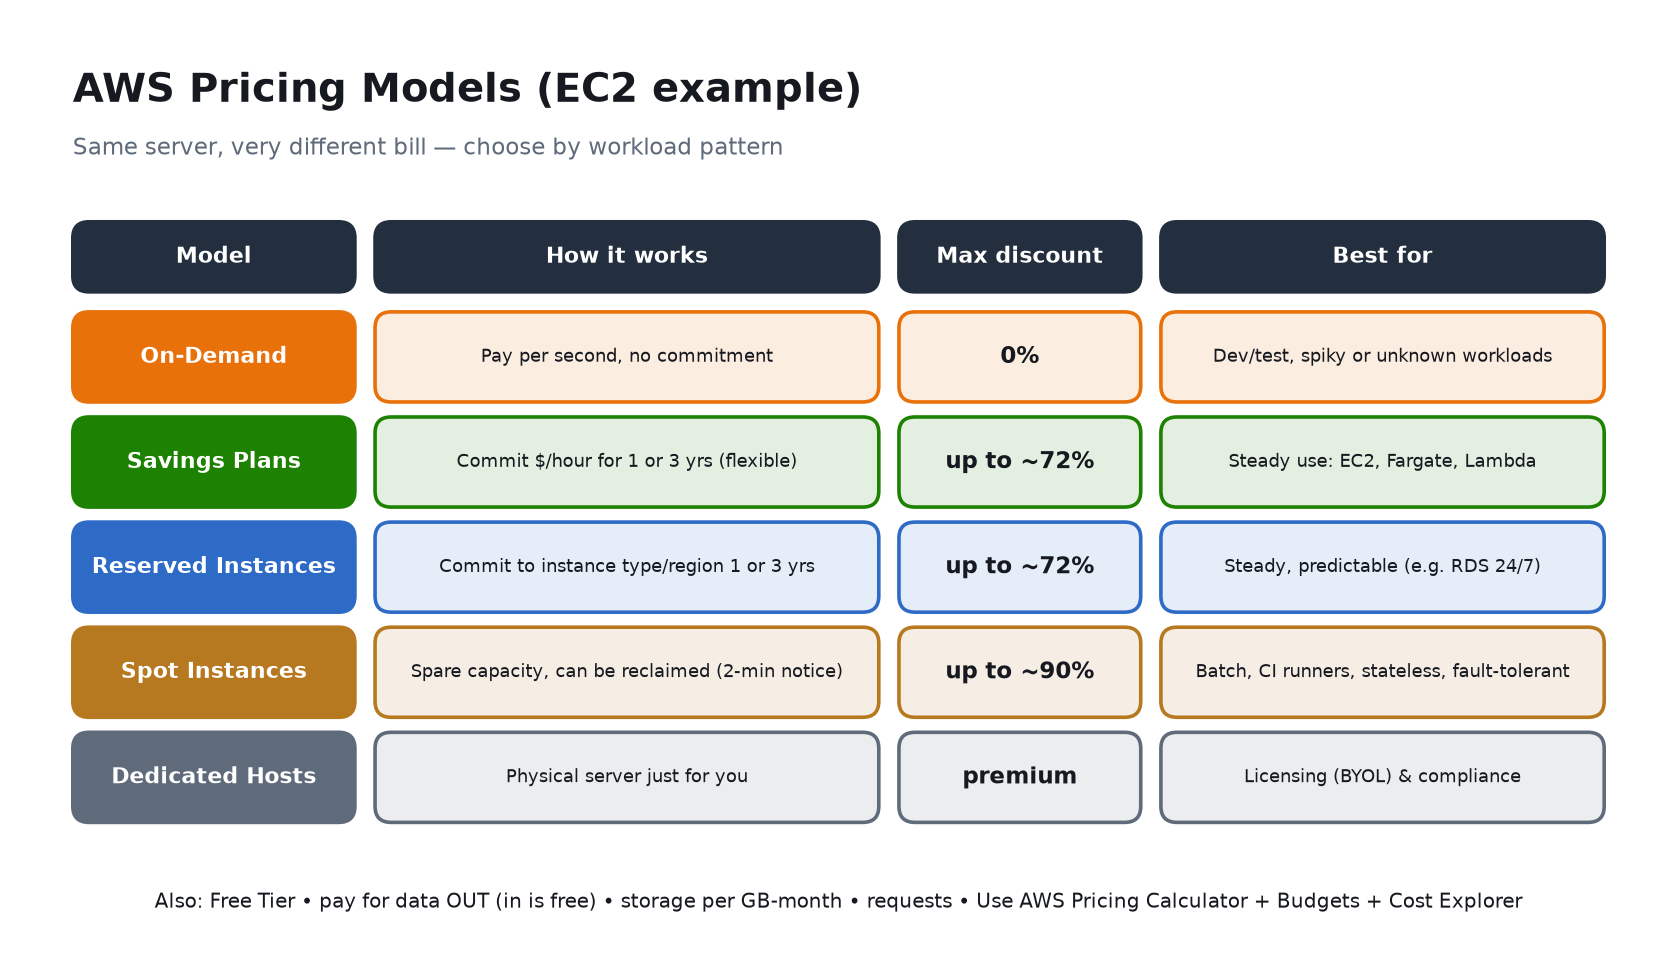 AWS Pricing Models (EC2 example)
Same server, very different bill — choose by workload pattern
Model
How it works
Max discount
Best for
On-Demand
Pay per second, no commitment
0%
Dev/test, spiky or unknown workloads
Savings Plans
Commit $/hour for 1 or 3 yrs (flexible)
up to ~72%
Steady use: EC2, Fargate, Lambda
Reserved Instances
Commit to instance type/region 1 or 3 yrs
up to ~72%
Steady, predictable (e.g. RDS 24/7)
Spot Instances
Spare capacity, can be reclaimed (2-min notice)
up to ~90%
Batch, CI runners, stateless, fault-tolerant
Dedicated Hosts
Physical server just for you
premium
Licensing (BYOL) & compliance
Also: Free Tier • pay for data OUT (in is free) • storage per GB-month • requests • Use AWS Pricing Calculator + Budgets + Cost Explorer